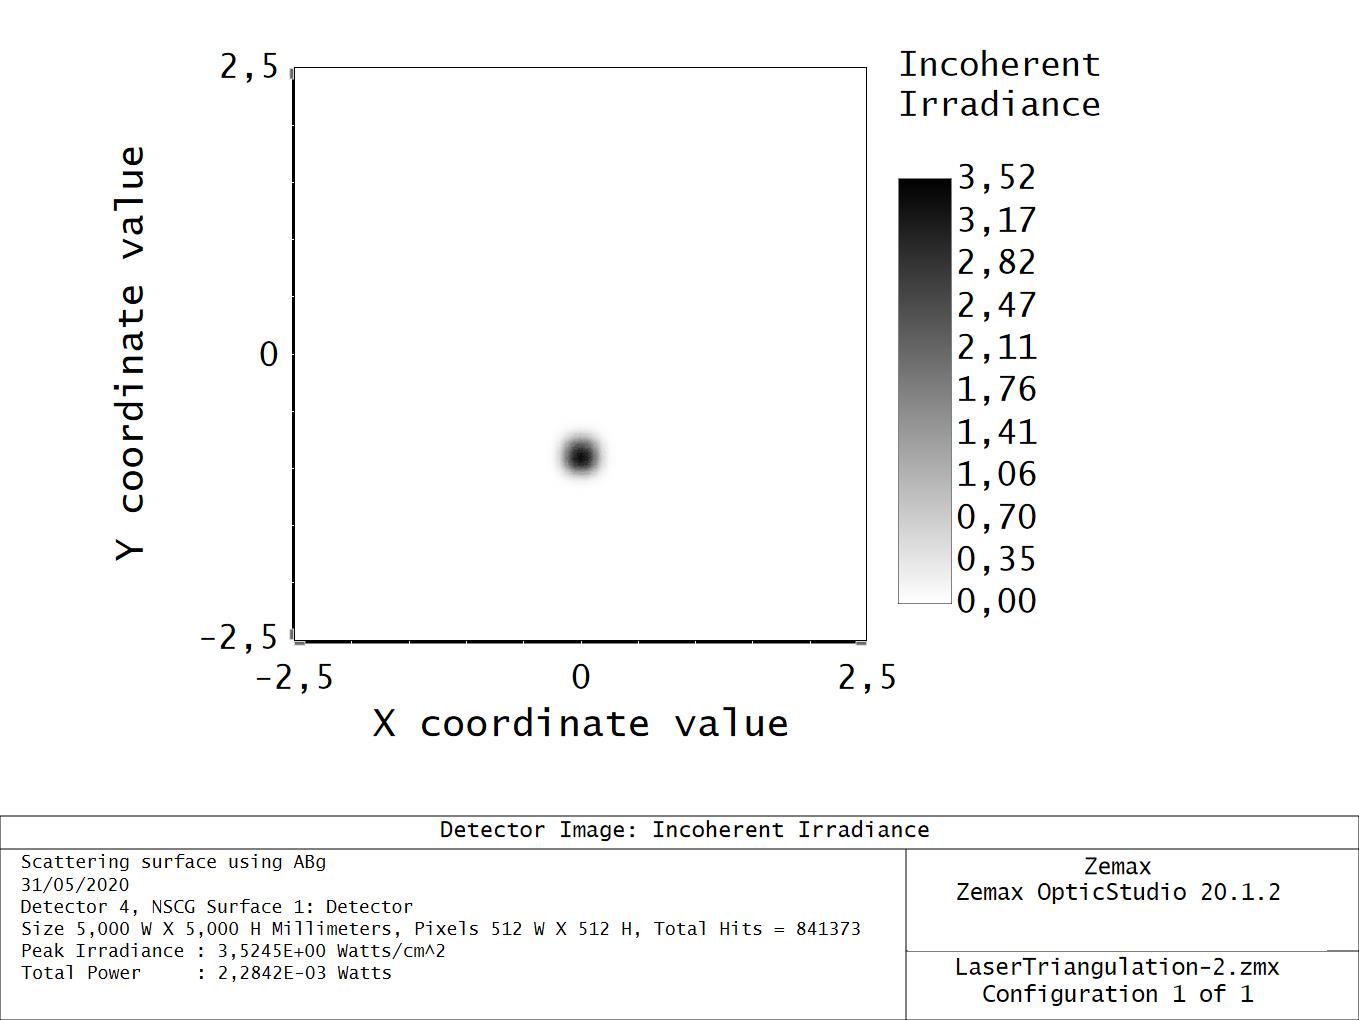 2,5
0
-2,5
Y coordinate value
-2,5
0
2,5
X coordinate value
Incoherent
Irradiance
3,52
3,17
2,82
2,47
2,11
1,76
1,41
1,06
0,70
0,35
0,00
Detector Image: Incoherent Irradiance
Scattering surface using ABg
31/05/2020
Detector 4, NSCG Surface 1: Detector
Size 5,000 W X 5,000 H Millimeters, Pixels 512 W X 512 H, Total Hits = 841373
Peak Irradiance : 3,5245E+00 Watts/cm^2
Total Power     : 2,2842E-03 Watts
Zemax
Zemax OpticStudio 20.1.2
LaserTriangulation-2.zmx
Configuration 1 of 1